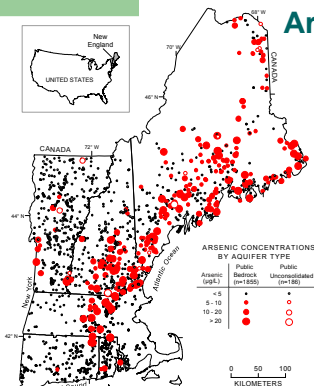 Ar
New
England
UNITED STATES
68° W
70° W
CANADA
46° N
CANADA
72° W
44° N
Atlantic Ocean
New York
42° N
Sound
ARSENIC CONCENTRATIONS
BY AQUIFER TYPE
Arsenic
(µg/L)
Public
Bedrock
(n=1855)
Public
Unconsolidated
(n=186)
< 5
5 - 10
10 - 20
> 20
0 50 100
KILOMETERS